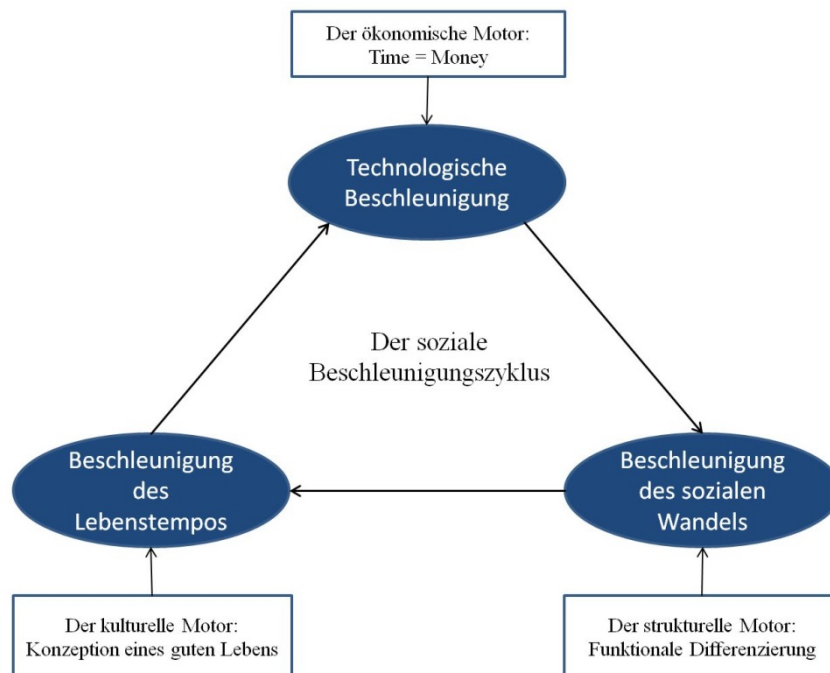 Der ökonomische Motor:
Time = Money
Technologische
Beschleunigung
Der soziale
Beschleunigungszyklus
Beschleunigung
des
Lebenstempos
Beschleunigung
des sozialen
Wandels
Der kulturelle Motor:
Konzeption eines guten Lebens
Der strukturelle Motor:
Funktionale Differenzierung